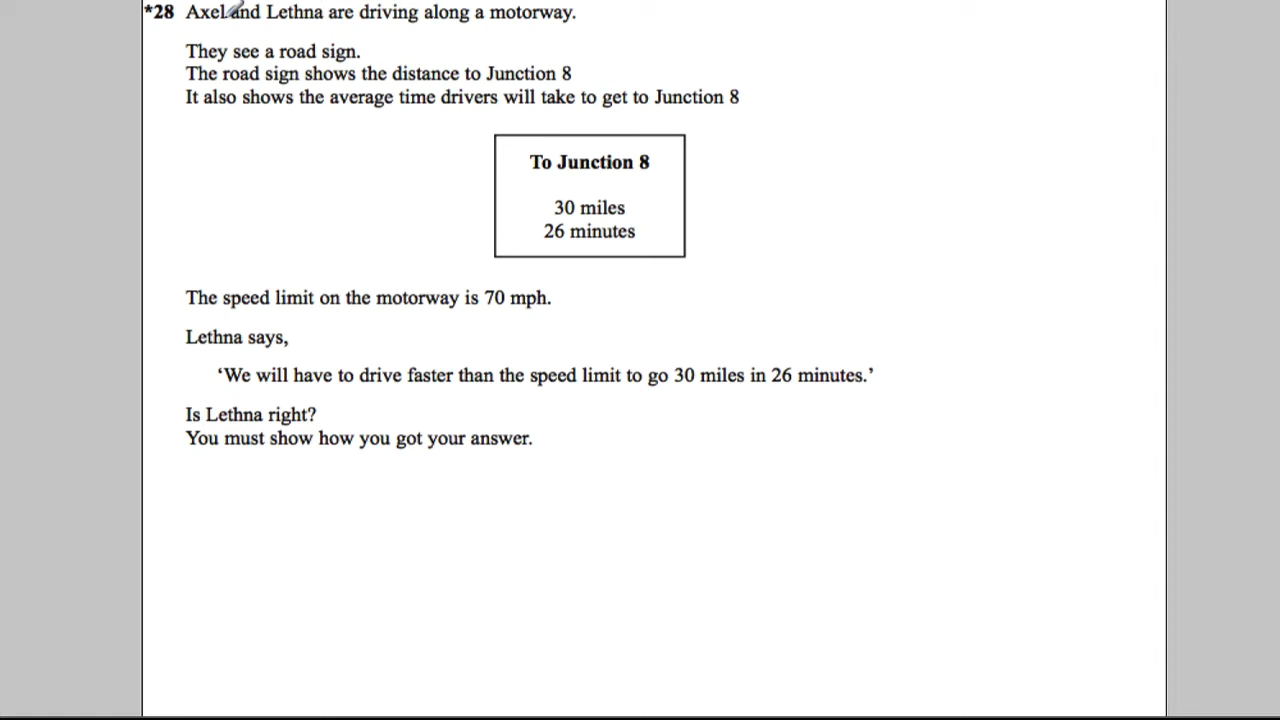 *28 Axel and Lethna are driving along a motorway.
They see a road sign.
The road sign shows the distance to Junction 8
It also shows the average time drivers will take to get to Junction 8
To Junction 8
30 miles
26 minutes
The speed limit on the motorway is 70 mph.
Lethna says,
‘We will have to drive faster than the speed limit to go 30 miles in 26 minutes.’
Is Lethna right?
You must show how you got your answer.